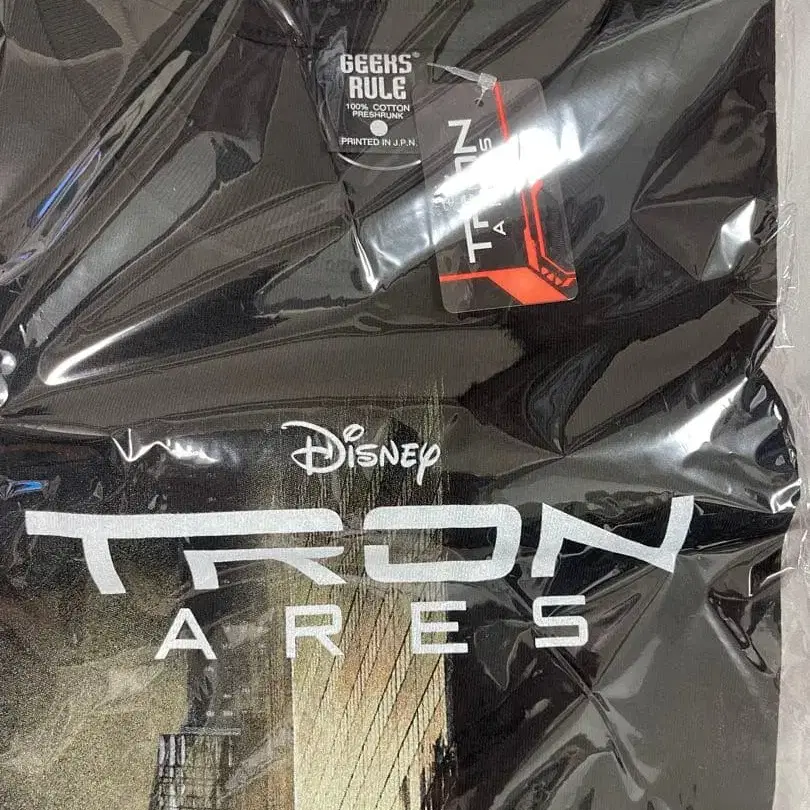 GEEKS®
RULE
100% COTTON
PRESHRUNK
PRINTED IN J.P.N.
TRON
ARES
Disney
TRON
ARES